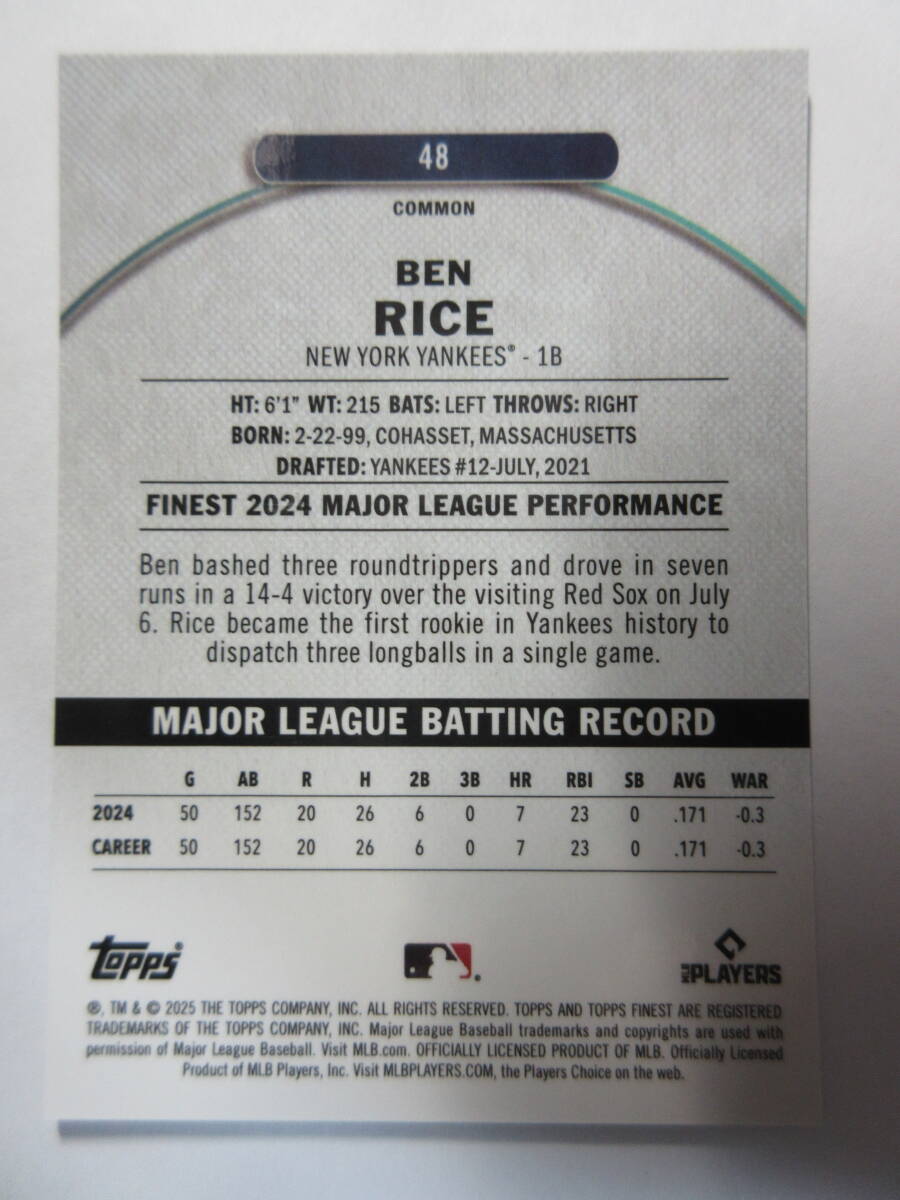 48
COMMON
BEN
RICE
NEW YORK YANKEES® - 1B
HT: 6'1" WT: 215 BATS: LEFT THROWS: RIGHT
BORN: 2-22-99, COHASSET, MASSACHUSETTS
DRAFTED: YANKEES #12-JULY, 2021
FINEST 2024 MAJOR LEAGUE PERFORMANCE
Ben bashed three roundtrippers and drove in seven
runs in a 14-4 victory over the visiting Red Sox on July
6. Rice became the first rookie in Yankees history to
dispatch three longballs in a single game.
MAJOR LEAGUE BATTING RECORD
G AB R H 2B 3B HR RBI SB AVG WAR
2024 50 152 20 26 6 0 7 23 0 .171 -0.3
CAREER 50 152 20 26 6 0 7 23 0 .171 -0.3
Topps® MLB PLAYERS
®, TM & © 2025 THE TOPPS COMPANY, INC. ALL RIGHTS RESERVED. TOPPS AND TOPPS FINEST ARE REGISTERED
TRADEMARKS OF THE TOPPS COMPANY, INC. Major League Baseball trademarks and copyrights are used with
permission of Major League Baseball. Visit MLB.com. OFFICIALLY LICENSED PRODUCT OF MLB. Officially Licensed
Product of MLB Players, Inc. Visit MLBPLAYERS.COM, the Players Choice on the web.